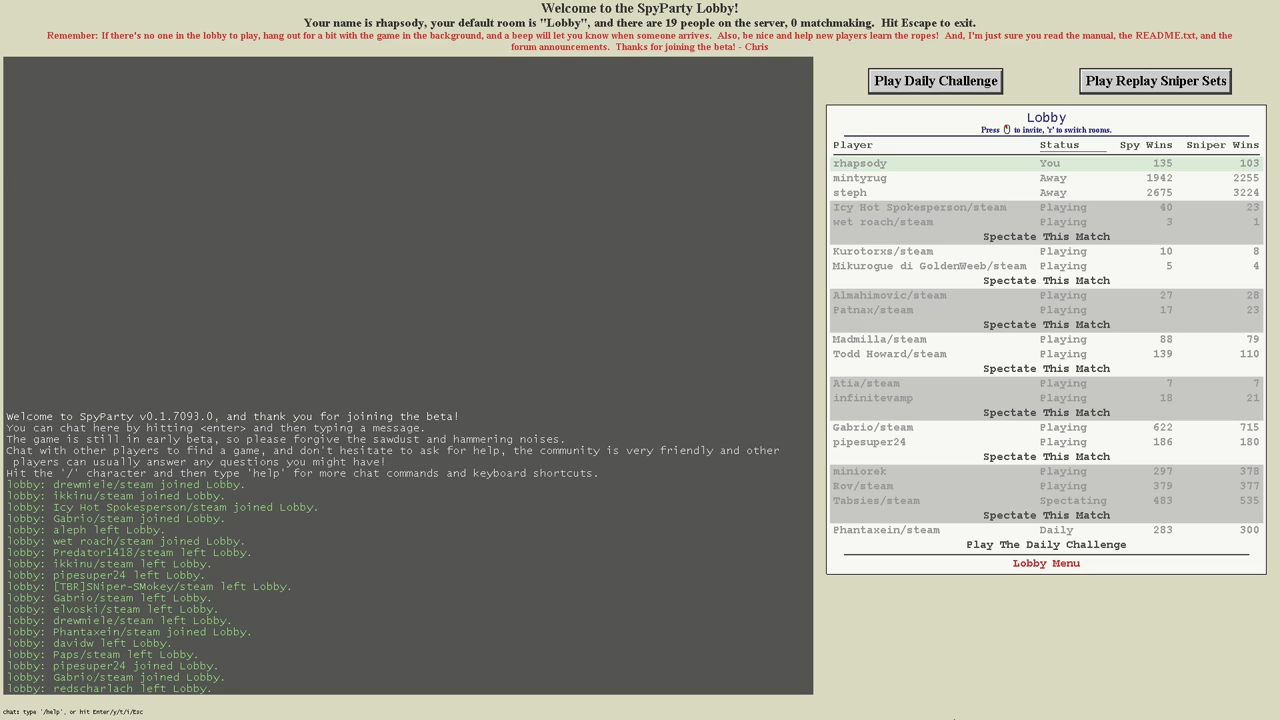 Welcome to the SpyParty Lobby!
Your name is rhapsody, your default room is "Lobby", and there are 19 people on the server, 0 matchmaking. Hit Escape to exit.
Remember: If there's no one in the lobby to play, hang out for a bit with the game in the background, and a beep will let you know when someone arrives. Also, be nice and help new players learn the ropes! And, I'm just sure you read the manual, the README.txt, and the
forum announcements. Thanks for joining the beta! - Chris
Play Daily Challenge
Play Replay Sniper Sets
Lobby
Press to invite, 'r' to switch rooms.
Player Status Spy Wins Sniper Wins
rhapsody You 135 103
mintyrug Away 1942 2255
steph Away 2675 3224
Icy Hot Spokesperson/steam Playing 40 23
wet roach/steam Playing 3 1
Spectate This Match
Kurotorxs/steam Playing 10 8
Mikurogue di GoldenWeeb/steam Playing 5 4
Spectate This Match
Almahimovic/steam Playing 27 28
Patnax/steam Playing 17 23
Spectate This Match
Madmilla/steam Playing 88 79
Todd Howard/steam Playing 139 110
Spectate This Match
Atia/steam Playing 7 7
infinitevamp Playing 18 21
Spectate This Match
Gabrio/steam Playing 622 715
pipesuper24 Playing 186 180
Spectate This Match
miniorek Playing 297 378
Rov/steam Playing 379 377
Tabsies/steam Spectating 483 535
Spectate This Match
Phantaxein/steam Daily 283 300
Play The Daily Challenge
Lobby Menu
Welcome to SpyParty v0.1.7093.0, and thank you for joining the beta!
You can chat here by hitting <enter> and then typing a message.
The game is still in early beta, so please forgive the sawdust and hammering noises.
Chat with other players to find a game, and don't hesitate to ask for help, the community is very friendly and other
players can usually answer any questions you might have!
Hit the '/' character and then type 'help' for more chat commands and keyboard shortcuts.
lobby: drewmiele/steam joined Lobby.
lobby: ikkinu/steam joined Lobby.
lobby: Icy Hot Spokesperson/steam joined Lobby.
lobby: Gabrio/steam joined Lobby.
lobby: aleph left Lobby.
lobby: wet roach/steam joined Lobby.
lobby: Predator1418/steam left Lobby.
lobby: ikkinu/steam left Lobby.
lobby: pipesuper24 left Lobby.
lobby: [TBR]SNiper-SMokey/steam left Lobby.
lobby: Gabrio/steam left Lobby.
lobby: elvoski/steam left Lobby.
lobby: drewmiele/steam left Lobby.
lobby: Phantaxein/steam joined Lobby.
lobby: davidw left Lobby.
lobby: Paps/steam left Lobby.
lobby: pipesuper24 joined Lobby.
lobby: Gabrio/steam joined Lobby.
lobby: redscharlach left Lobby.
chat: type '/help', or hit Enter/y/t/i/Esc